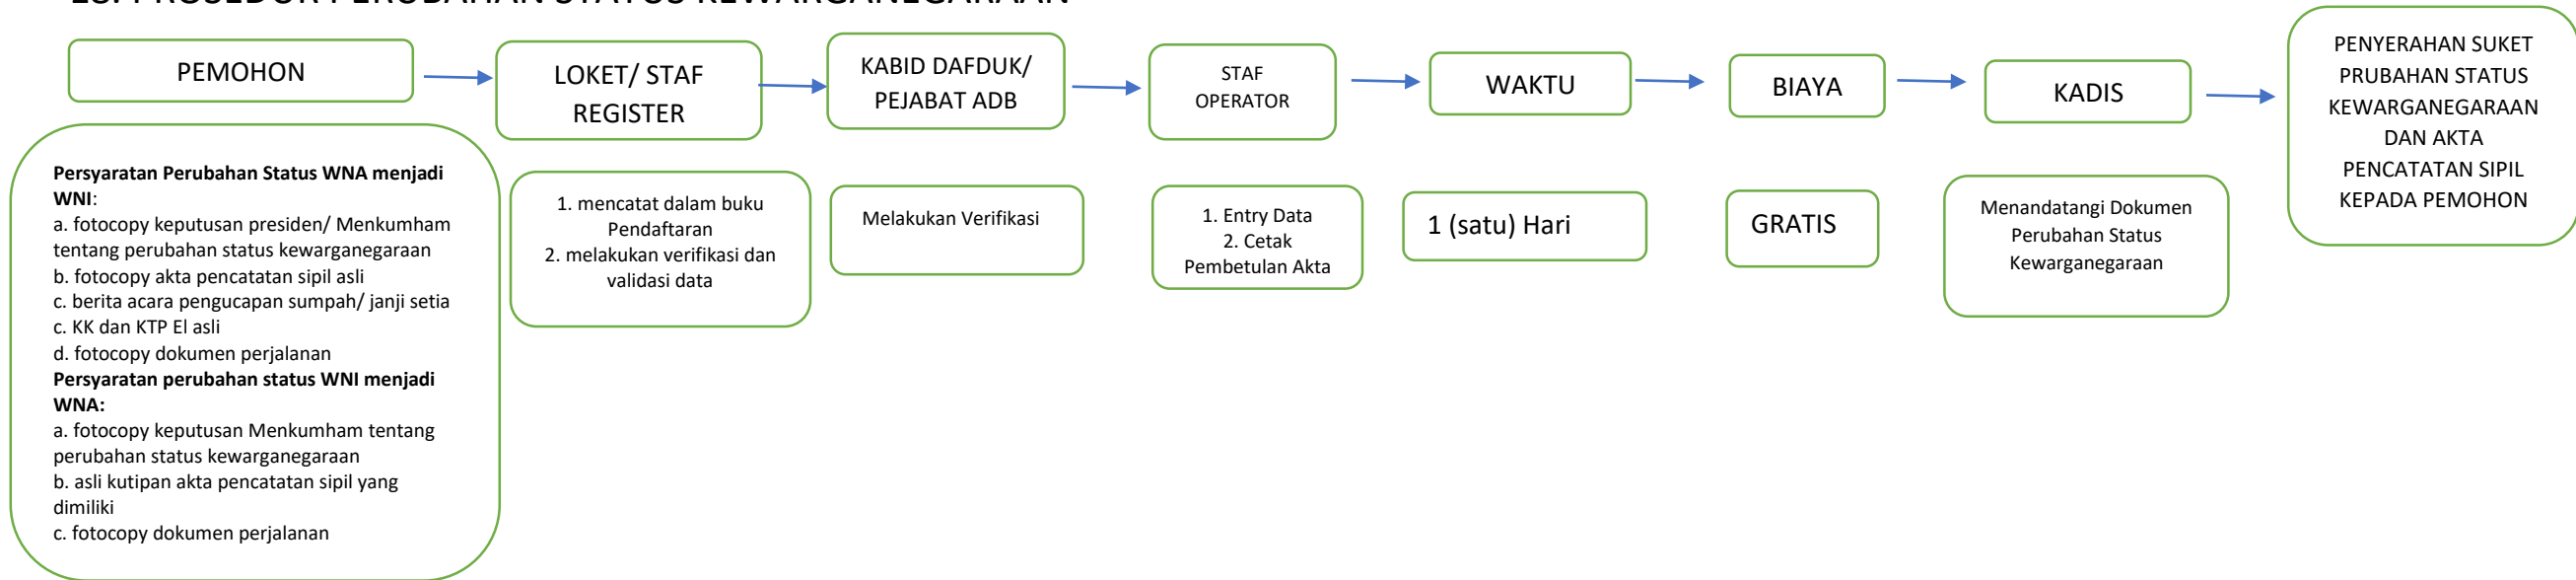 PROSEDUR PERUBAHAN STATUS KEWARGANEGARAAN
PEMOHON
LOKET/ STAF
REGISTER
KABID DAFDUK/
PEJABAT ADB
STAF
OPERATOR
WAKTU
BIAYA
KADIS
PENYERAHAN SUKET
PRUBAHAN STATUS
KEWARGANEGARAAN
DAN AKTA
PENCATATAN SIPIL
KEPADA PEMOHON
Persyaratan Perubahan Status WNA menjadi
WNI:
a. fotocopy keputusan presiden/ Menkumham
tentang perubahan status kewarganegaraan
b. fotocopy akta pencatatan sipil asli
c. berita acara pengucapan sumpah/ janji setia
c. KK dan KTP El asli
d. fotocopy dokumen perjalanan
Persyaratan perubahan status WNI menjadi
WNA:
a. fotocopy keputusan Menkumham tentang
perubahan status kewarganegaraan
b. asli kutipan akta pencatatan sipil yang
dimiliki
c. fotocopy dokumen perjalanan
1. mencatat dalam buku
Pendaftaran
2. melakukan verifikasi dan
validasi data
Melakukan Verifikasi
1. Entry Data
2. Cetak
Pembetulan Akta
1 (satu) Hari
GRATIS
Menandatangi Dokumen
Perubahan Status
Kewarganegaraan